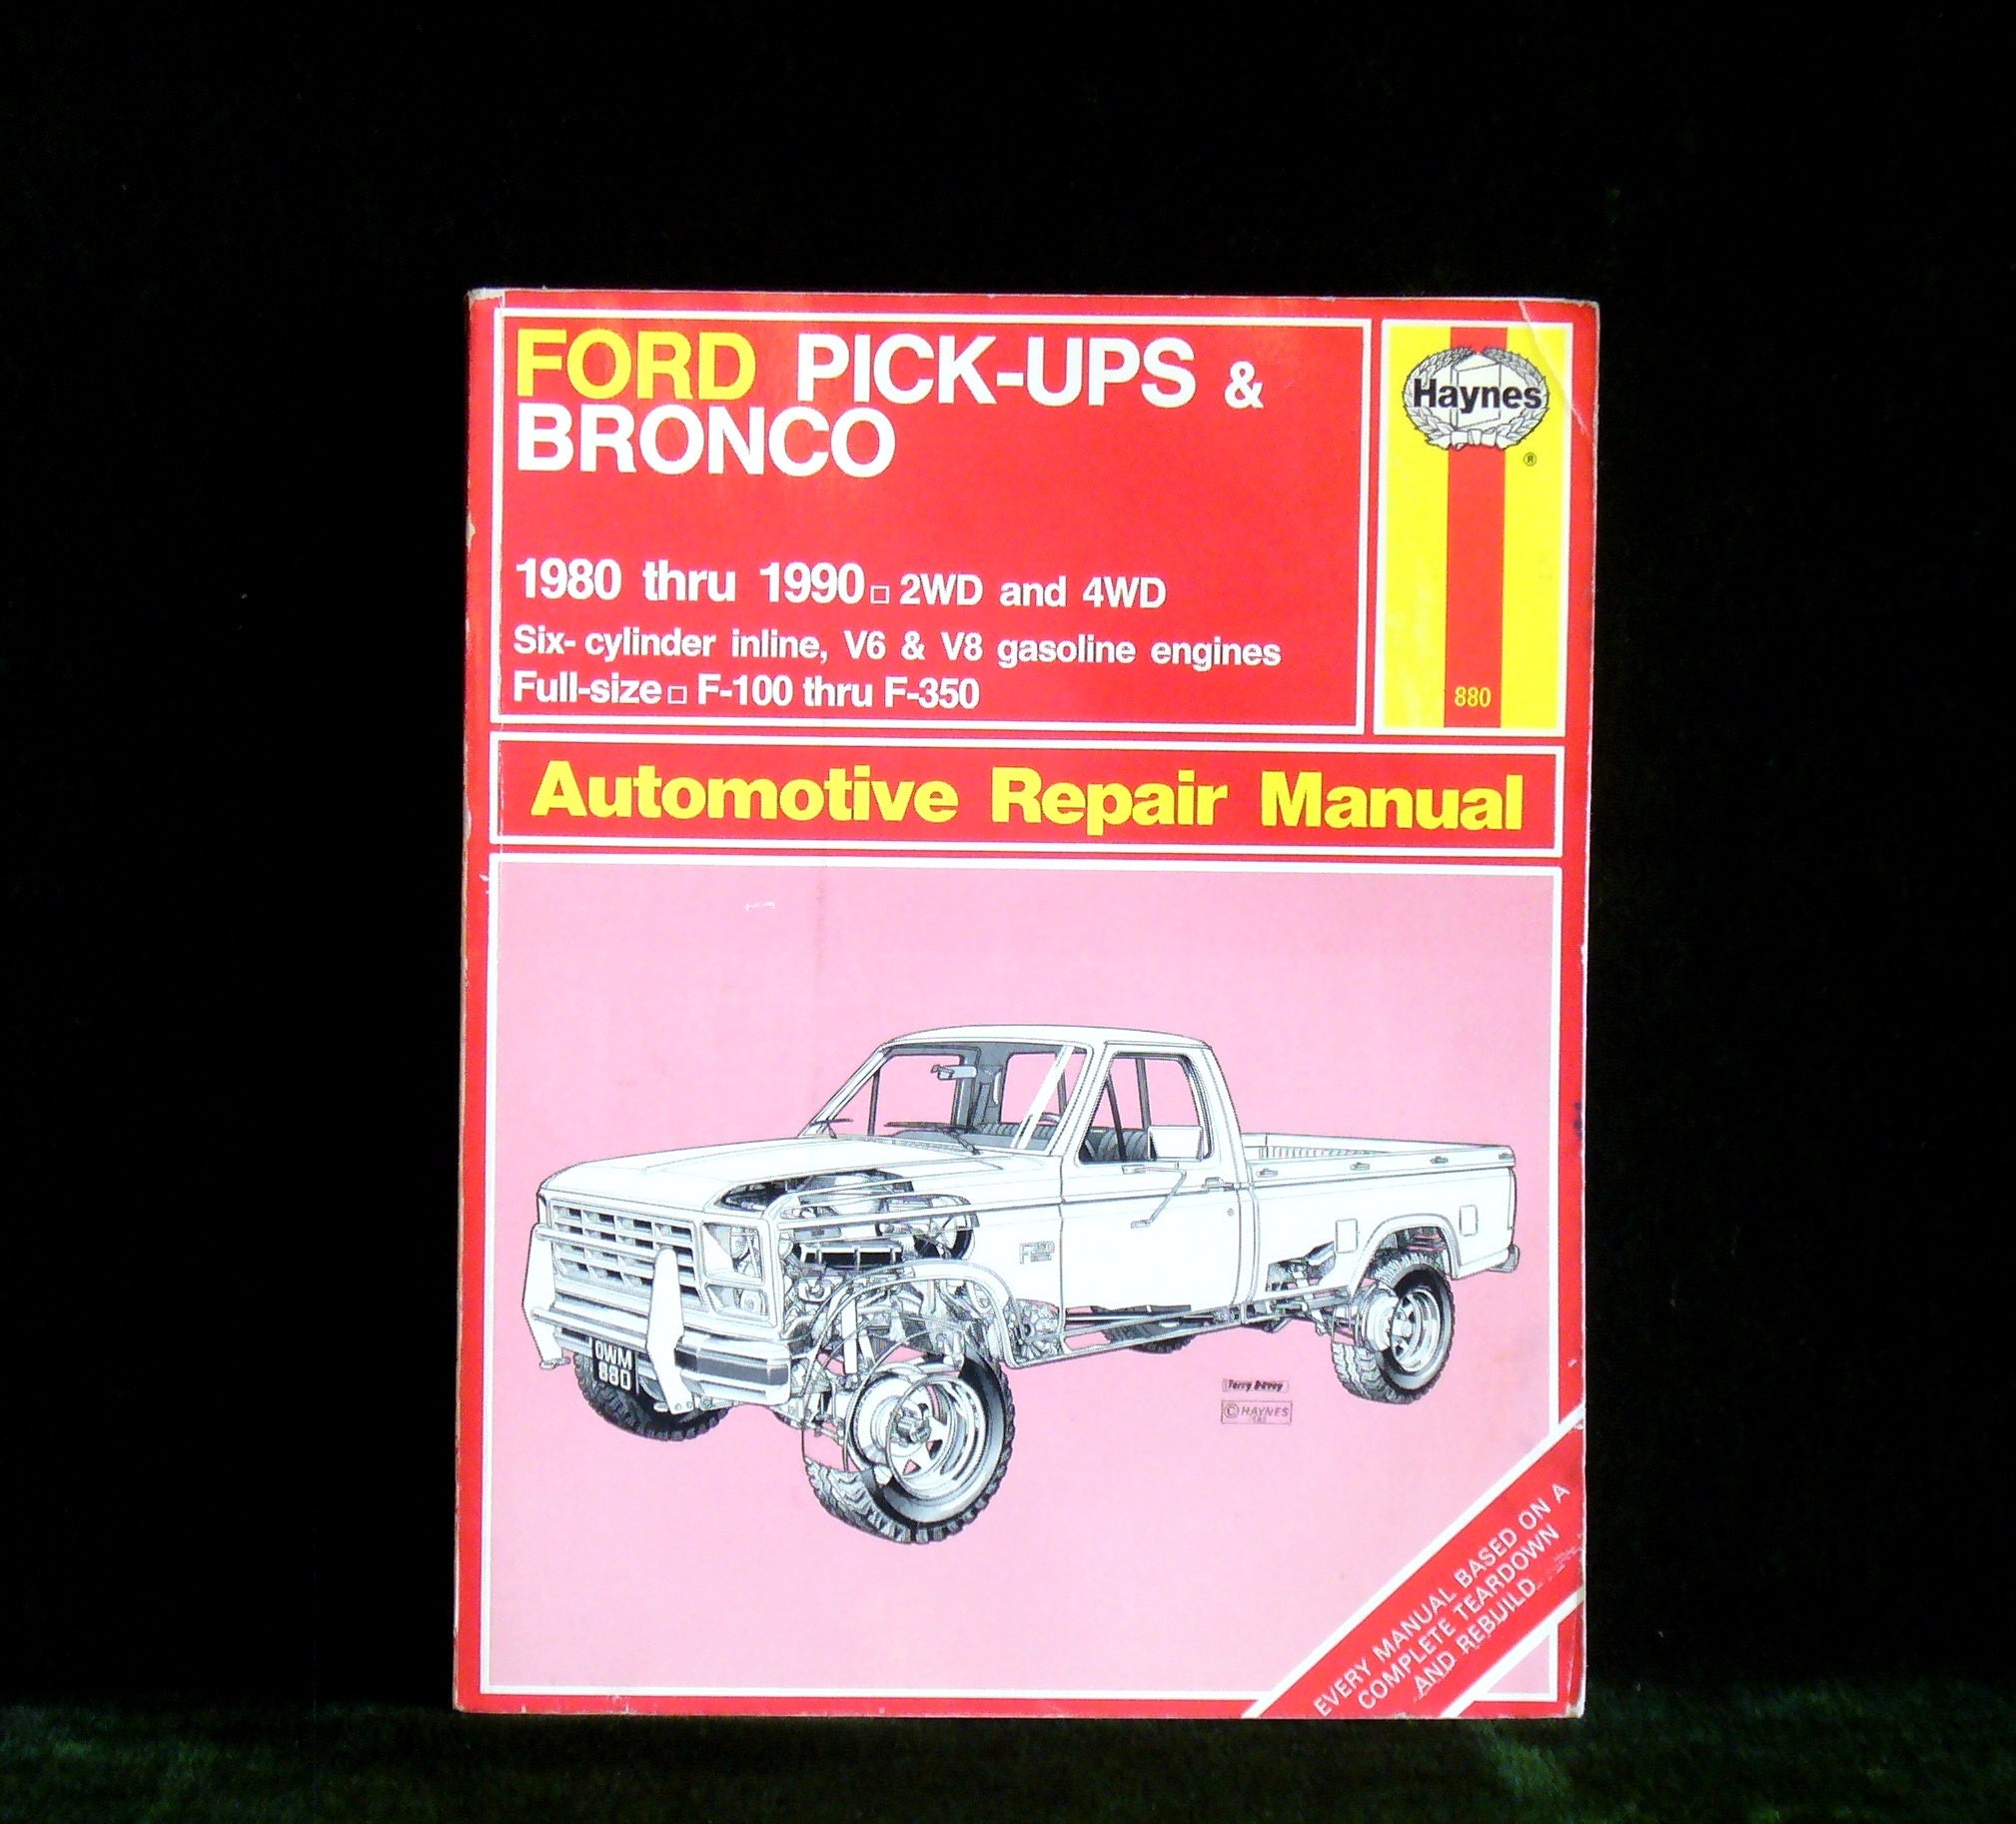 FORD PICK-UPS &
BRONCO
1980 thru 1990 □ 2WD and 4WD
Six- cylinder inline, V6 & V8 gasoline engines
Full-size □ F-100 thru F-350
Haynes
®
880
Automotive Repair Manual
OWM
880
Terry Davey
© HAYNES
EVERY MANUAL BASED ON A
COMPLETE TEARDOWN
AND REBUILD